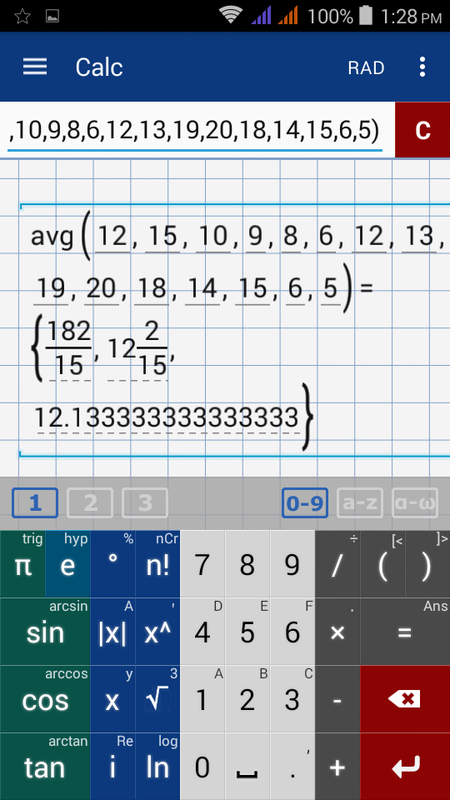 100% 1:28 PM
Calc RAD
,10,9,8,6,12,13,19,20,18,14,15,6,5) C
avg(12, 15, 10, 9, 8, 6, 12, 13,
19, 20, 18, 14, 15, 6, 5)=
{182/15, 12 2/15,
12.133333333333333}
1 2 3 0-9 a-z α-ω
trig hyp % nCr ÷ [< ]>
π e ° n! 7 8 9 / ( )
arcsin A ' D E F . Ans
sin |x| x^ 4 5 6 × =
arccos y 3 A B C
cos x √ 1 2 3 -
arctan Re log ,
tan i ln 0 . +